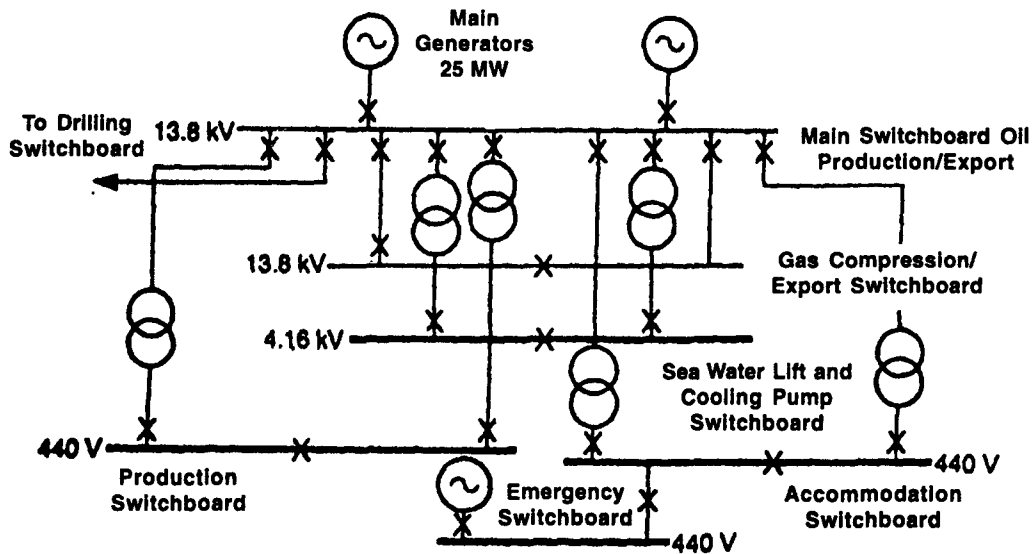 Main
Generators
25 MW
To Drilling
Switchboard
13.8 kV
Main Switchboard Oil
Production/Export
13.8 kV
Gas Compression/
Export Switchboard
4.16 kV
Sea Water Lift and
Cooling Pump
Switchboard
440 V
440 V
Production
Switchboard
Emergency
Switchboard
Accommodation
Switchboard
440 V